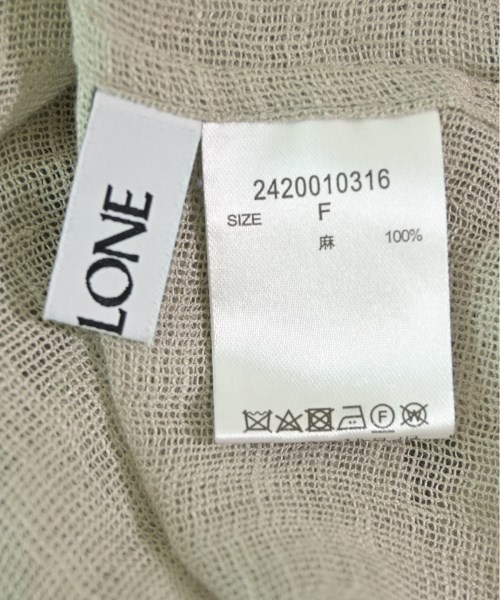 LONE
2420010316
SIZE F
麻 100%
F W